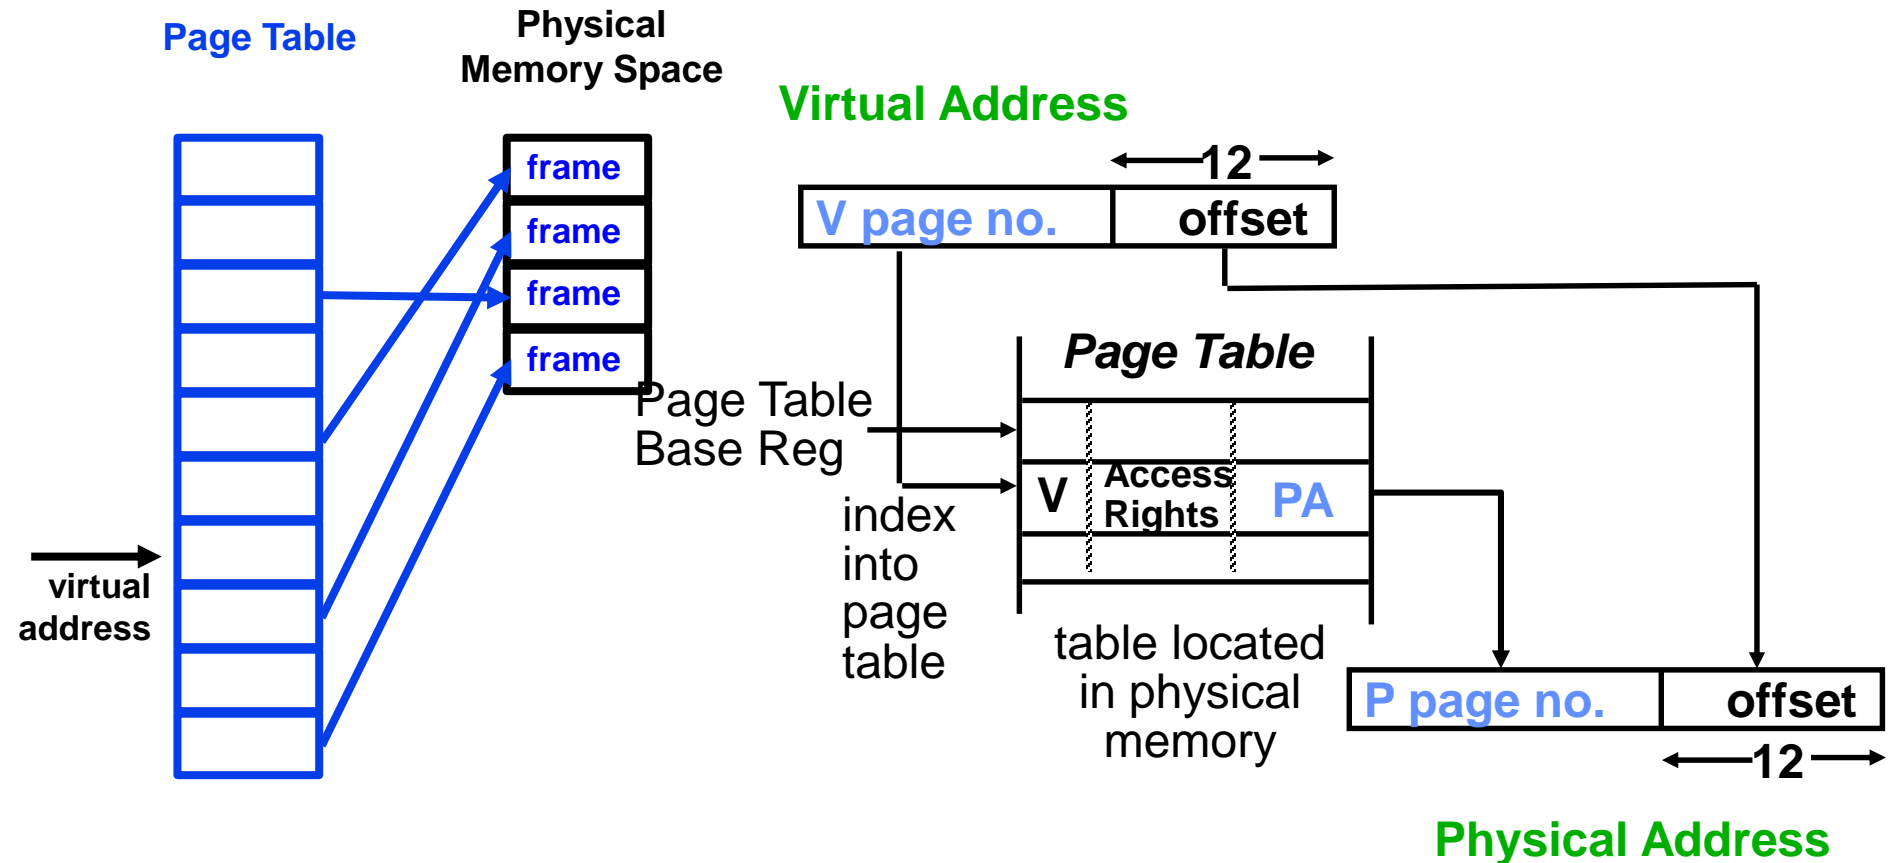 Page Table
Physical
Memory Space
frame
frame
frame
frame
virtual
address
Virtual Address
12
V page no.
offset
Page Table
Page Table
Base Reg
V
Access
Rights
PA
index
into
page
table
table located
in physical
memory
P page no.
offset
12
Physical Address